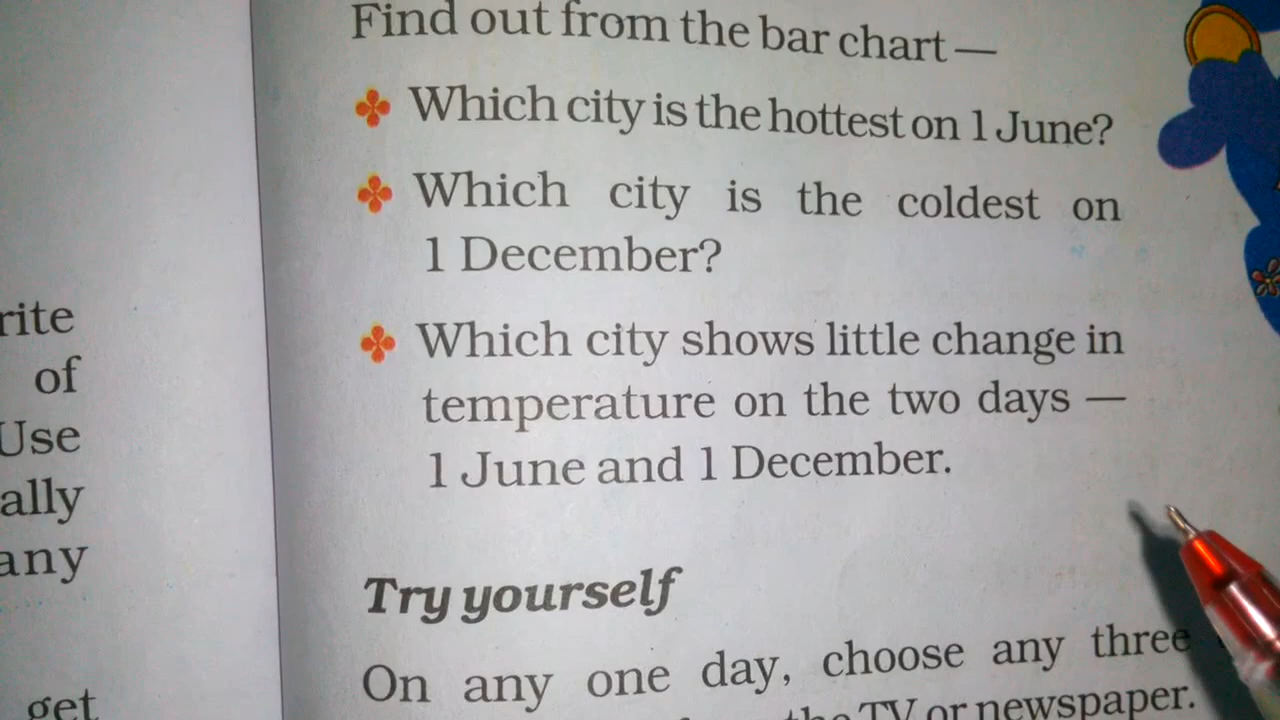 rite
of
Use
ally
any
get
Find out from the bar chart —
Which city is the hottest on 1 June?
Which city is the coldest on
1 December?
Which city shows little change in
temperature on the two days —
1 June and 1 December.
Try yourself
On any one day, choose any three
the TV or newspaper.